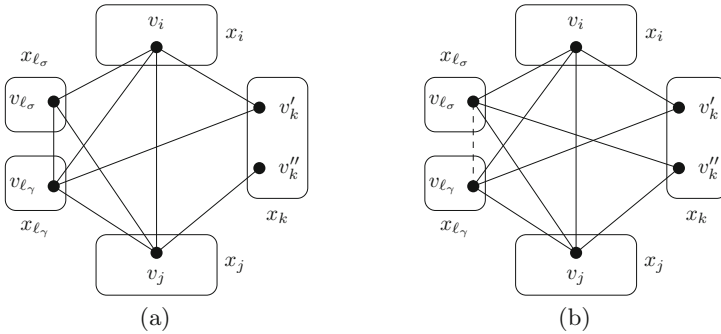 v_i x_i
x_{ℓ_σ}
v_{ℓ_σ} v'_k
v_{ℓ_γ} v''_k
x_{ℓ_γ} x_k
v_j x_j
(a)
v_i x_i
x_{ℓ_σ}
v_{ℓ_σ} v'_k
v_{ℓ_γ} v''_k
x_{ℓ_γ} x_k
v_j x_j
(b)